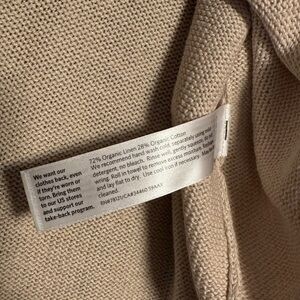 We want our
clothes back, even
if they're worn or
torn. Bring them
to our US stores
and support our
take-back program.
72% Organic Linen 28% Organic Cotton
We recommend hand wash cold, separately using mild
detergent, no bleach. Rinse well, gently squeeze, do not
wring. Roll in towel to remove excess moisture, reshape
and lay flat to dry. Use cool iron if necessary. May be dry
cleaned.